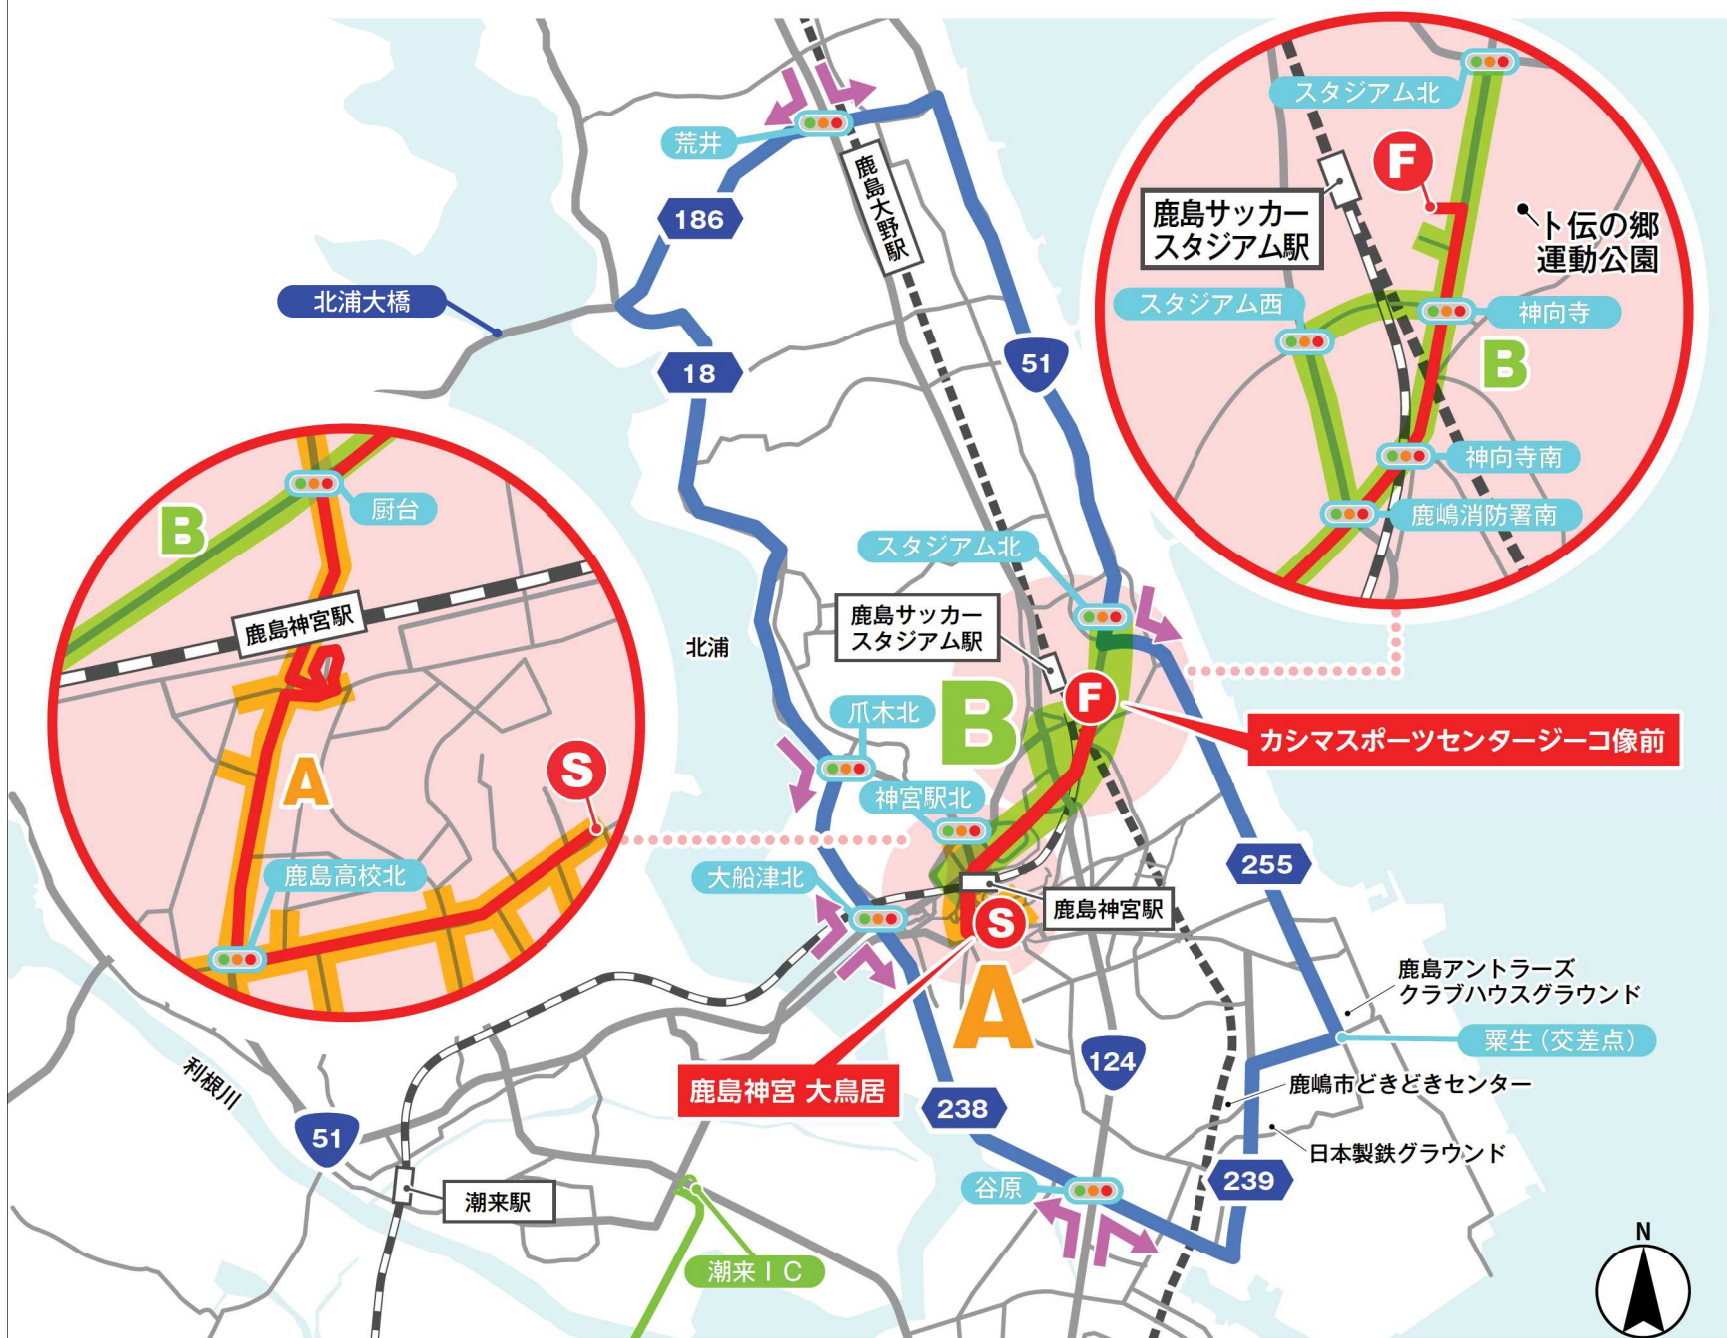 スタジアム北
F
鹿島サッカー
スタジアム駅
卜伝の郷
運動公園
スタジアム西
神向寺
B
神向寺南
鹿嶋消防署南
荒井
鹿島大野駅
186
北浦大橋
18
51
厨台
B
鹿島神宮駅
A
S
鹿島高校北
スタジアム北
鹿島サッカー
スタジアム駅
北浦
F
B
爪木北
カシマスポーツセンタージーコ像前
神宮駅北
大船津北
255
鹿島神宮駅
S
A
鹿島アントラーズ
クラブハウスグラウンド
粟生(交差点)
124
鹿島神宮 大鳥居
利根川
鹿嶋市どきどきセンター
238
51
日本製鉄グラウンド
239
谷原
潮来駅
潮来IC
N